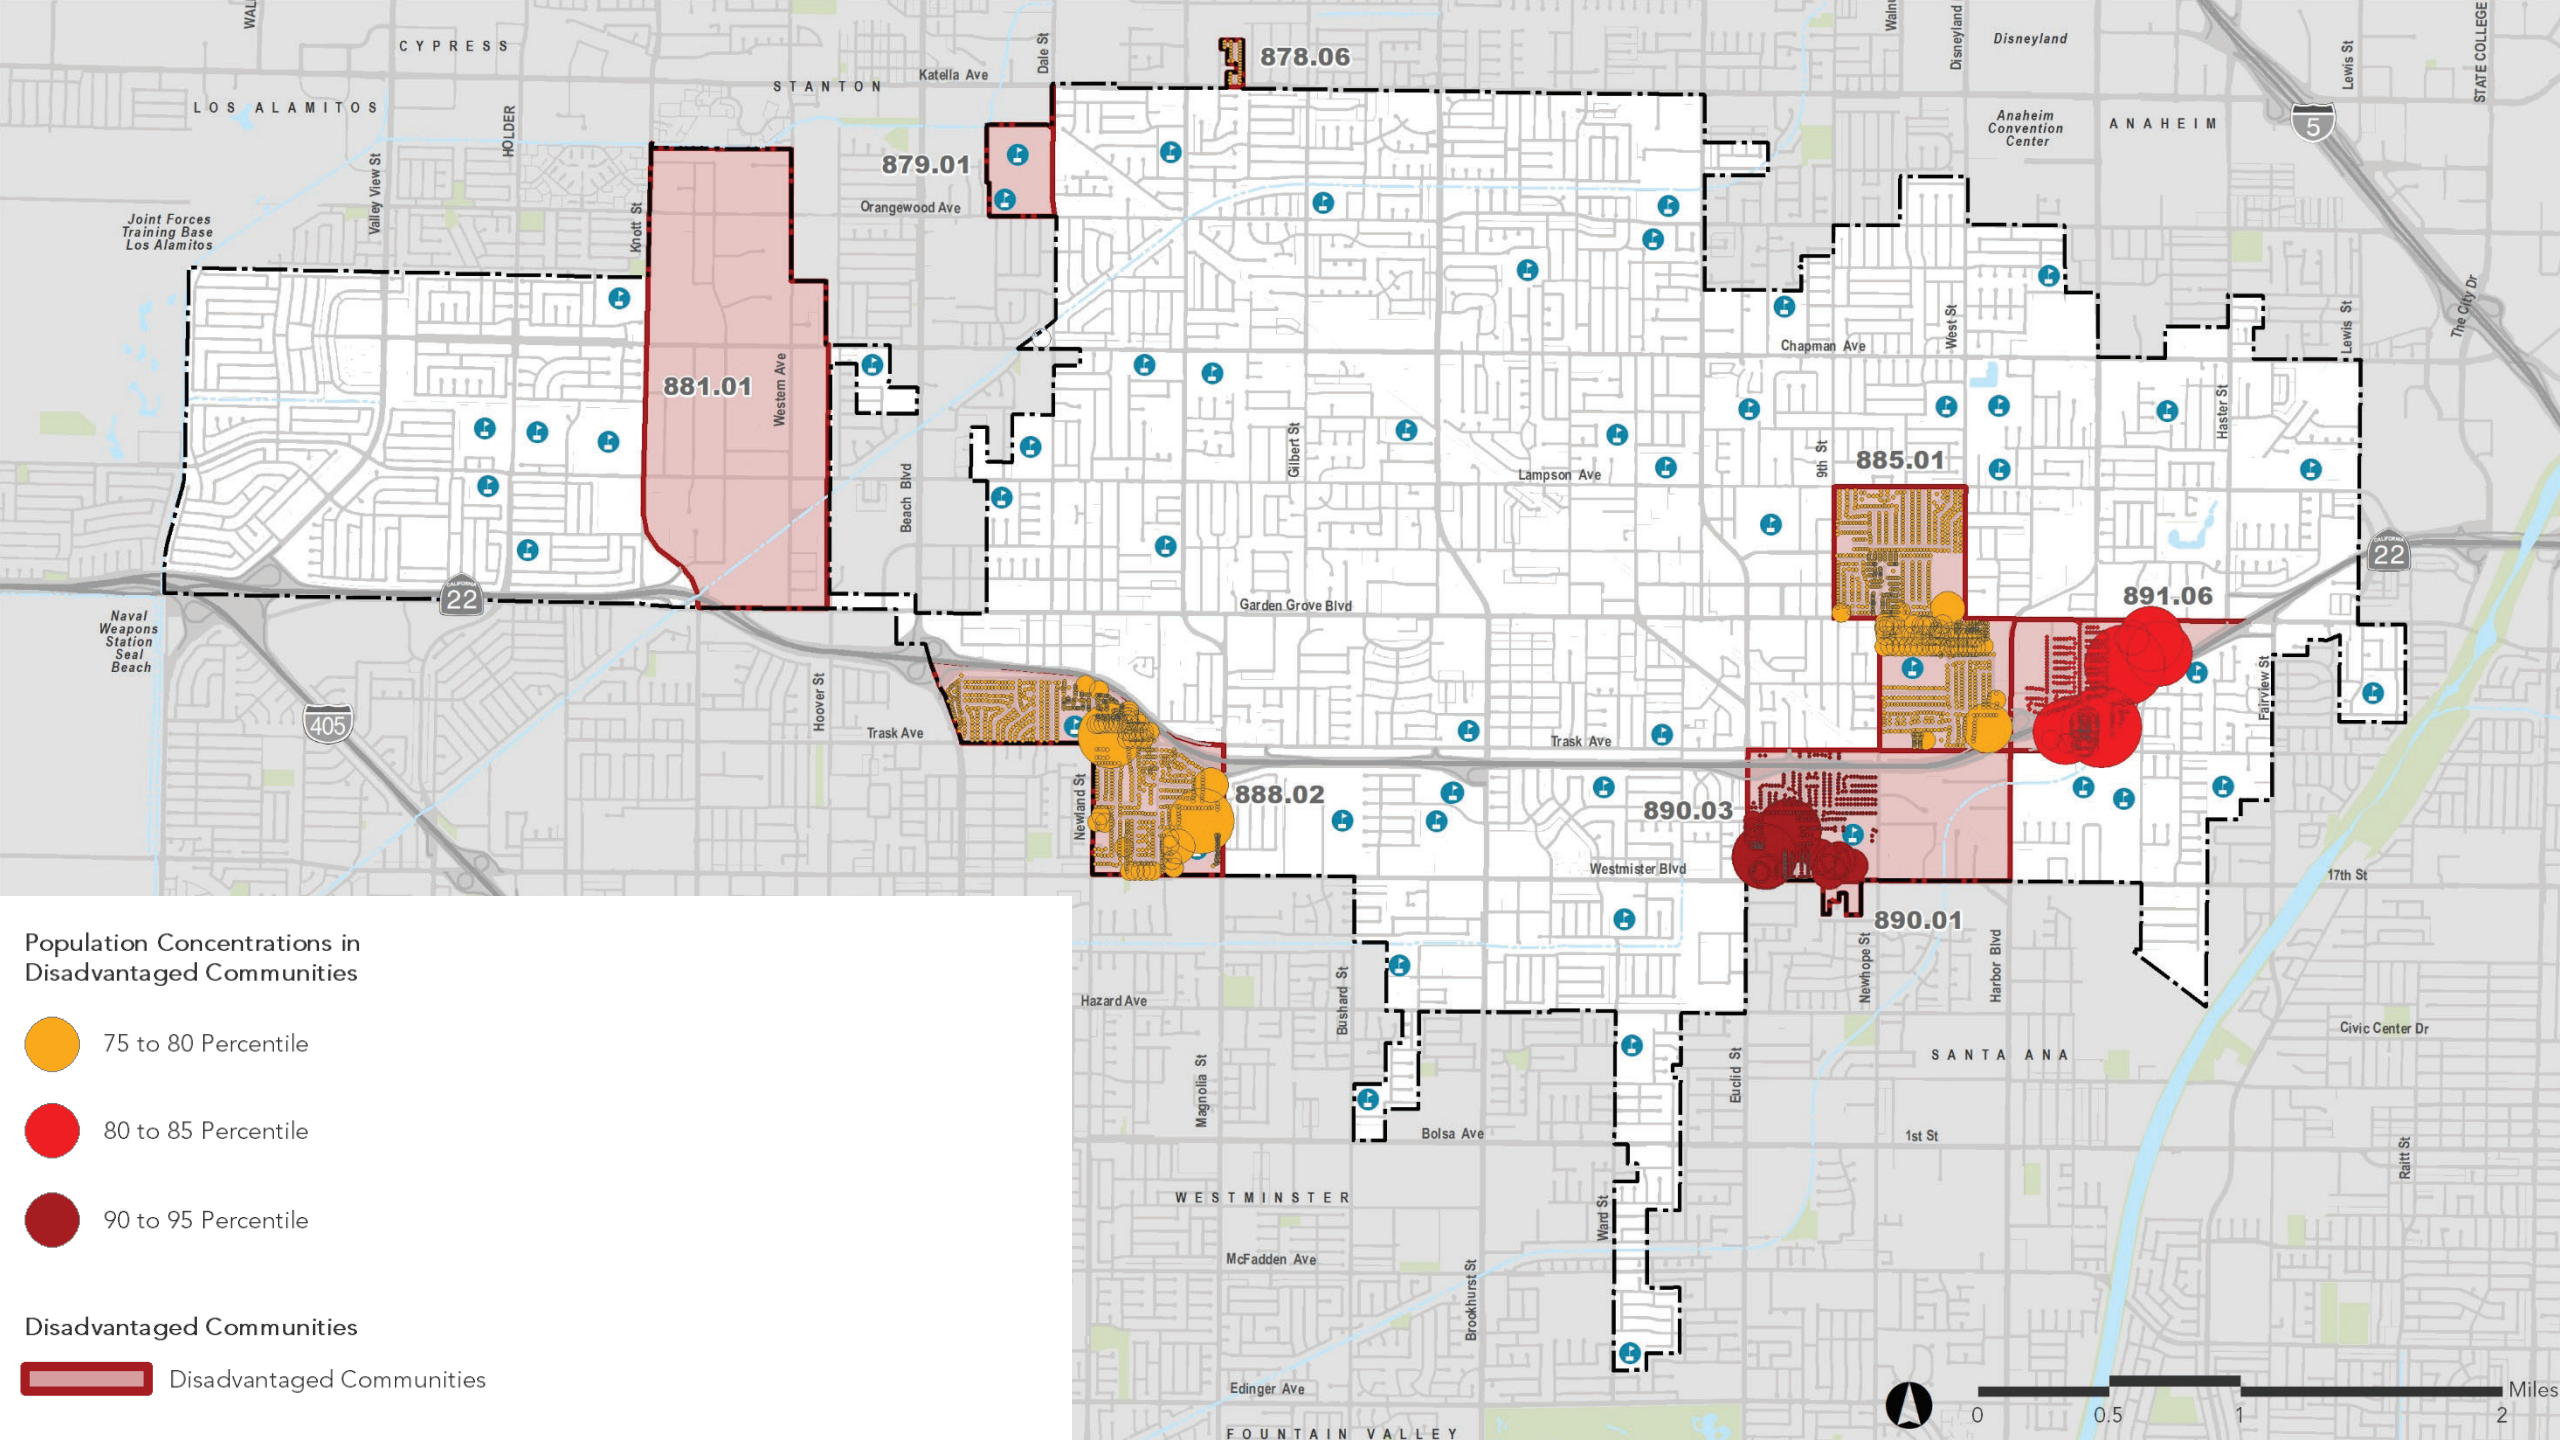 WAL
CYPRESS
LOS ALAMITOS
STANTON
Katella Ave
Dale St
878.06
Waln
Disneyland
Disneyland
Lewis St
STATE COLLEGE
Anaheim
Convention
Center
ANAHEIM
5
HOLDER
Valley View St
Knott St
879.01
Orangewood Ave
Joint Forces
Training Base
Los Alamitos
The City Dr
Chapman Ave
West St
Lewis St
881.01
Western Ave
Haster St
Gilbert St
9th St
885.01
Lampson Ave
Beach Blvd
CALIFORNIA
22
CALIFORNIA
22
Garden Grove Blvd
891.06
Naval
Weapons
Station
Seal
Beach
Hoover St
405
Trask Ave
Trask Ave
Fairview St
Newland St
888.02
890.03
Westmister Blvd
17th St
890.01
Newhope St
Harbor Blvd
Bushard St
Hazard Ave
Civic Center Dr
SANTA ANA
Magnolia St
Euclid St
Bolsa Ave
1st St
Raitt St
WESTMINSTER
Ward St
McFadden Ave
Brookhurst St
Edinger Ave
FOUNTAIN VALLEY
Population Concentrations in
Disadvantaged Communities
75 to 80 Percentile
80 to 85 Percentile
90 to 95 Percentile
Disadvantaged Communities
Disadvantaged Communities
Miles
0 0.5 1 2